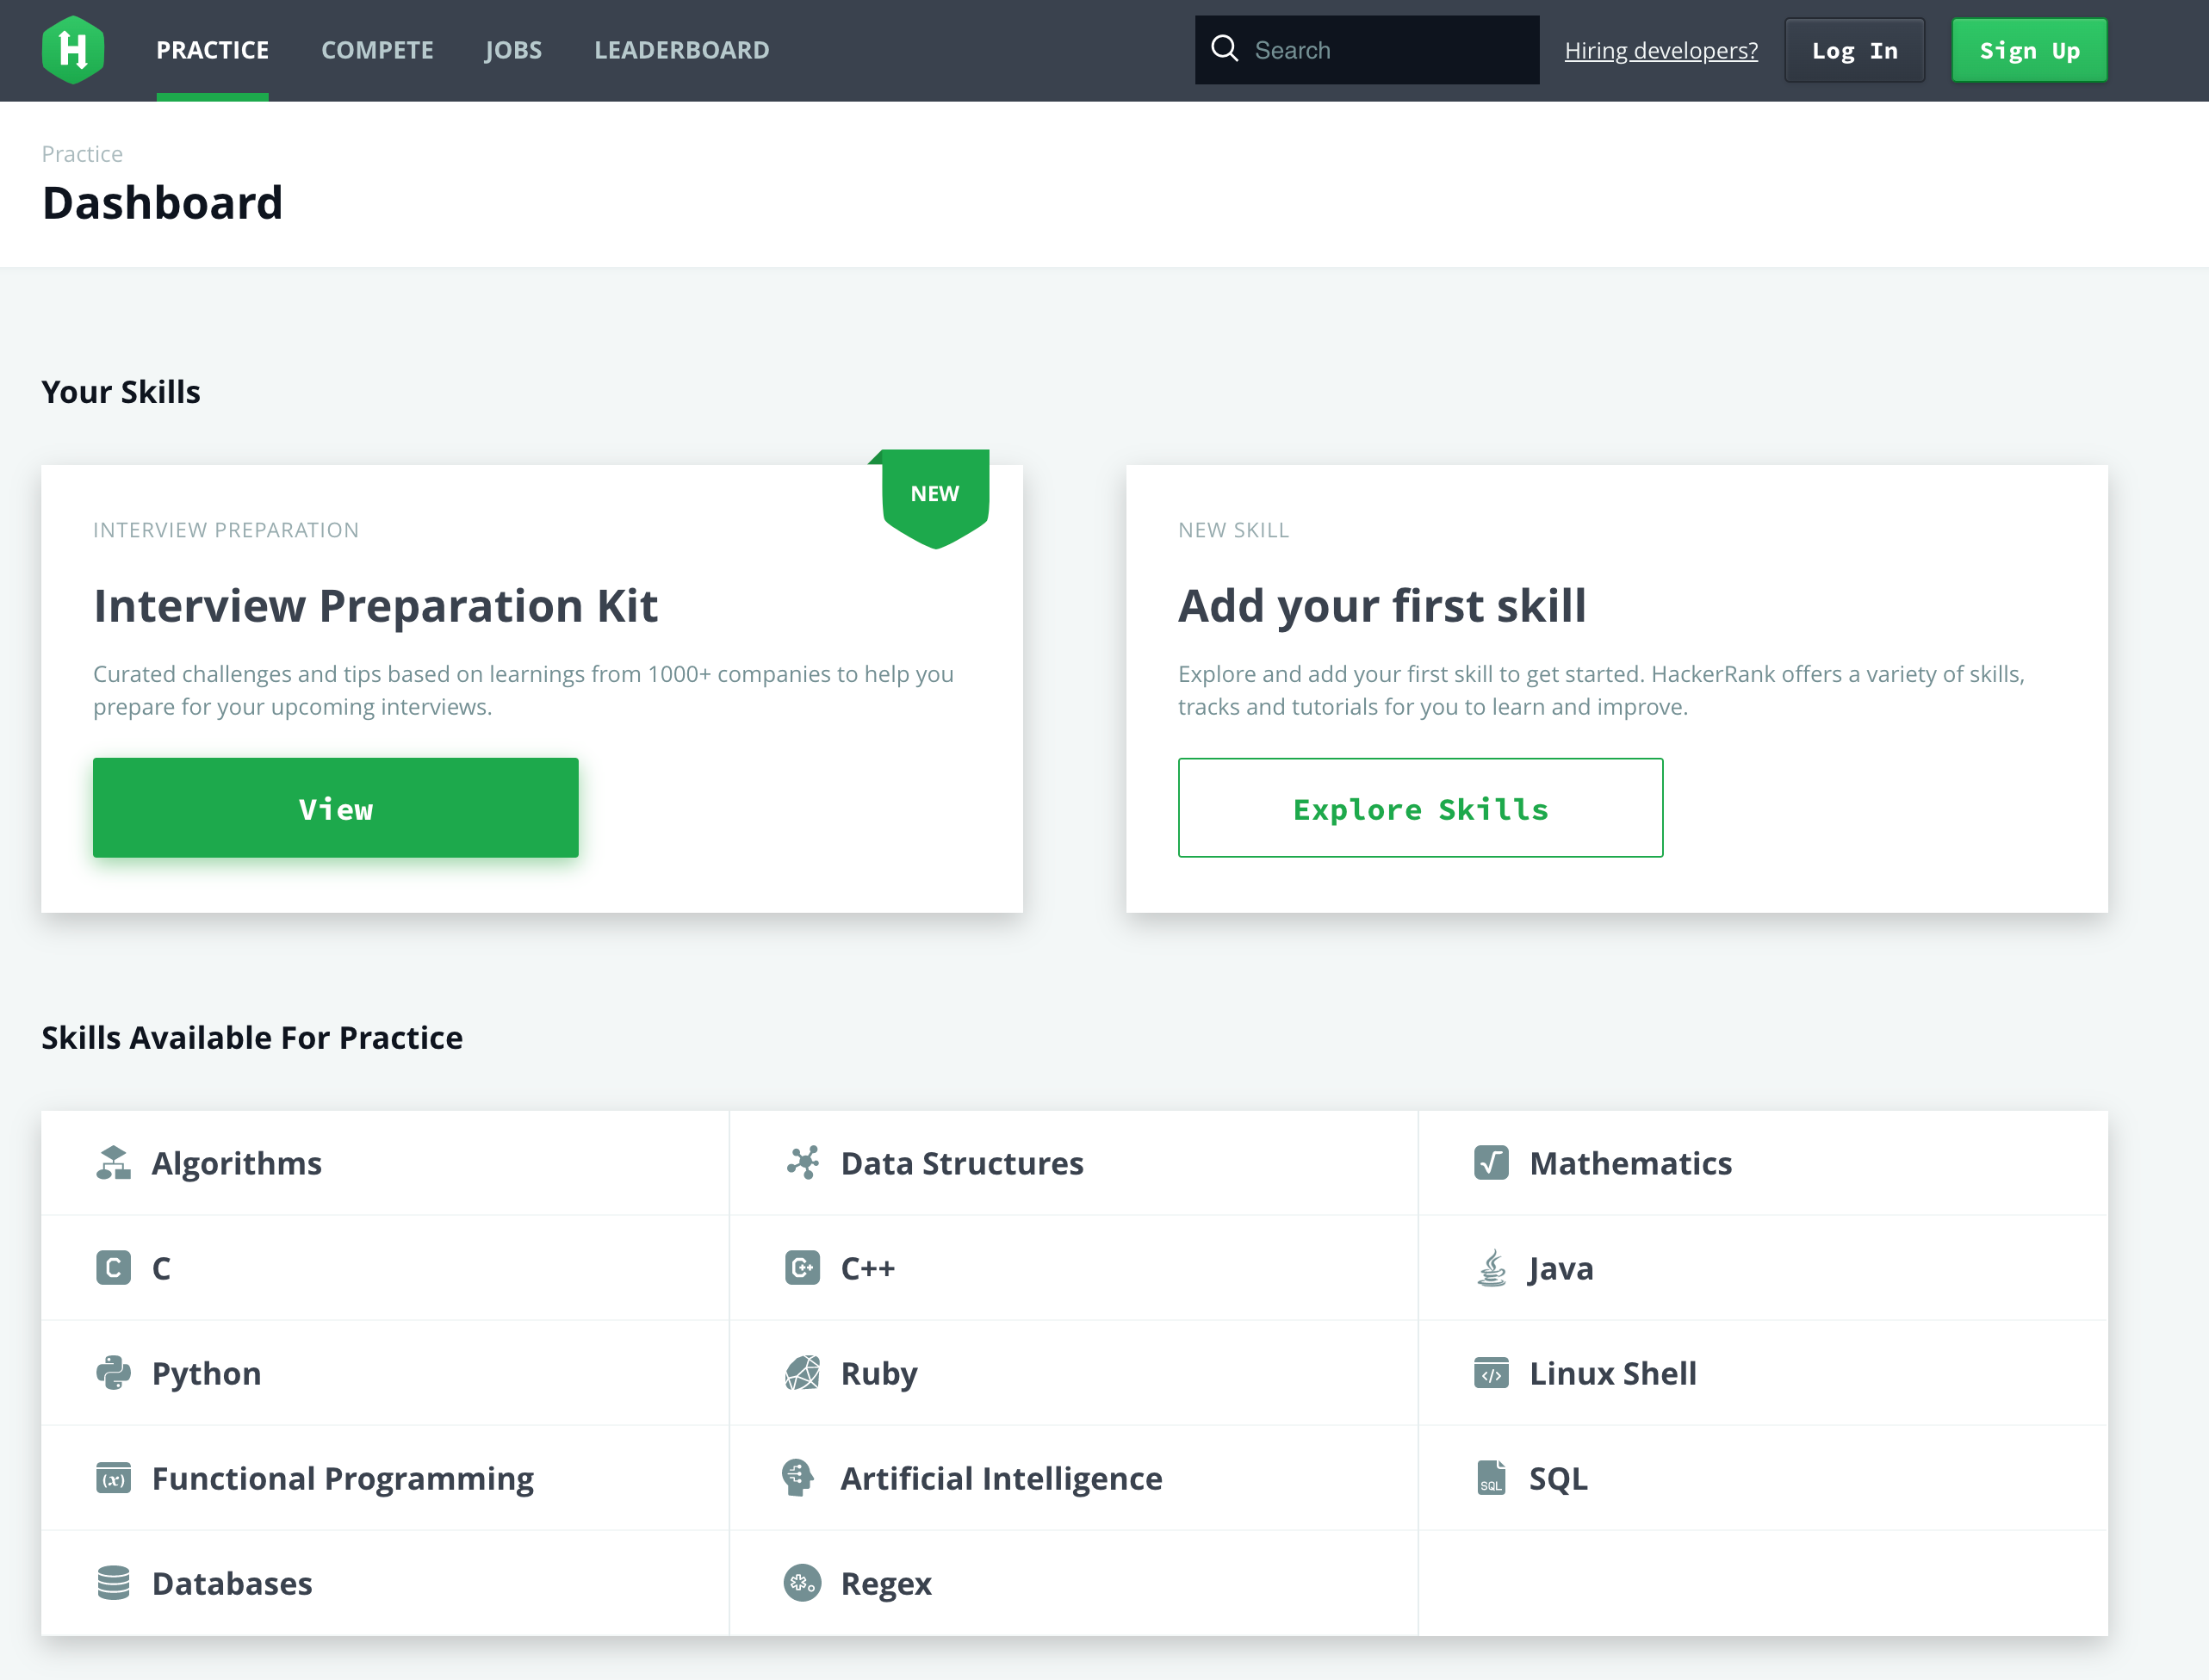 H
PRACTICE COMPETE JOBS LEADERBOARD Search Hiring developers? Log In Sign Up
Practice
Dashboard
Your Skills
NEW
INTERVIEW PREPARATION
Interview Preparation Kit
Curated challenges and tips based on learnings from 1000+ companies to help you
prepare for your upcoming interviews.
View
NEW SKILL
Add your first skill
Explore and add your first skill to get started. HackerRank offers a variety of skills,
tracks and tutorials for you to learn and improve.
Explore Skills
Skills Available For Practice
Algorithms
Data Structures
√ Mathematics
C C
C++ C++
Java
Python
Ruby
</> Linux Shell
(x) Functional Programming
Artificial Intelligence
SQL SQL
Databases
Regex